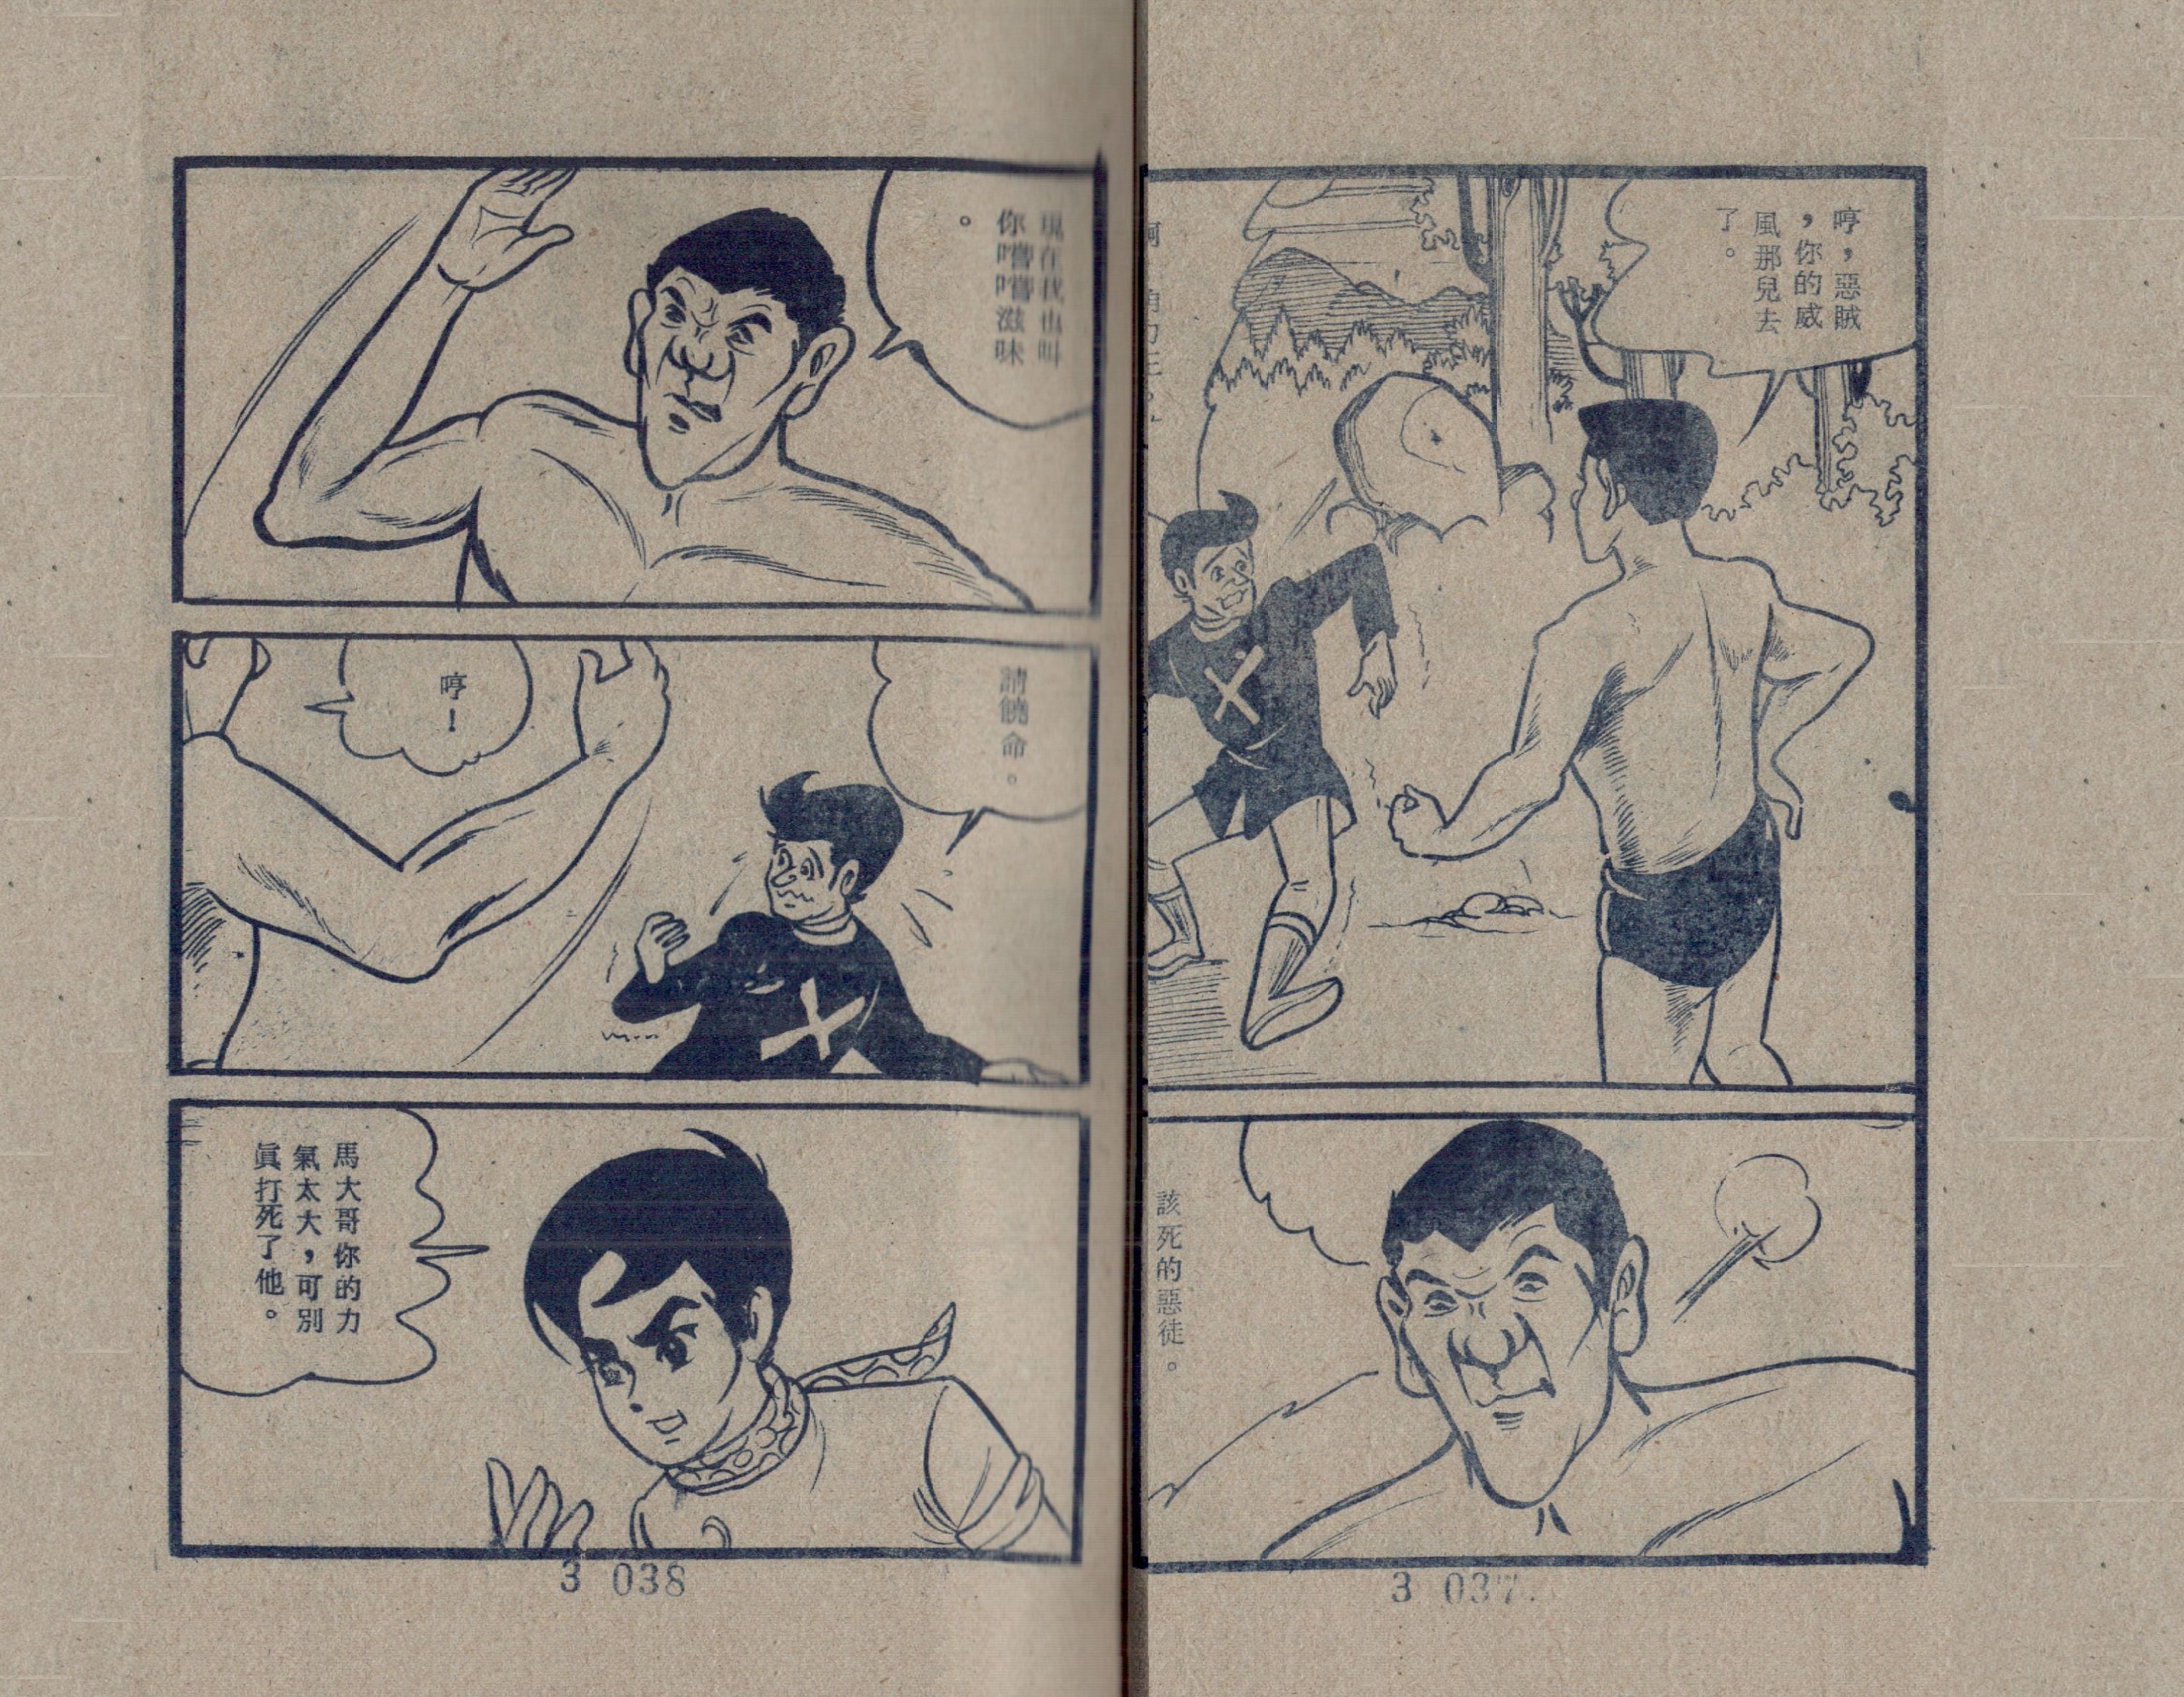 哼，惡賊
，你的威
風那兒去
了。
該死的惡徒。
3 037
現在我也叫
你嚐嚐滋味
。
請饒命。
哼！
馬大哥你的力
氣太大，可別
眞打死了他。
3 038